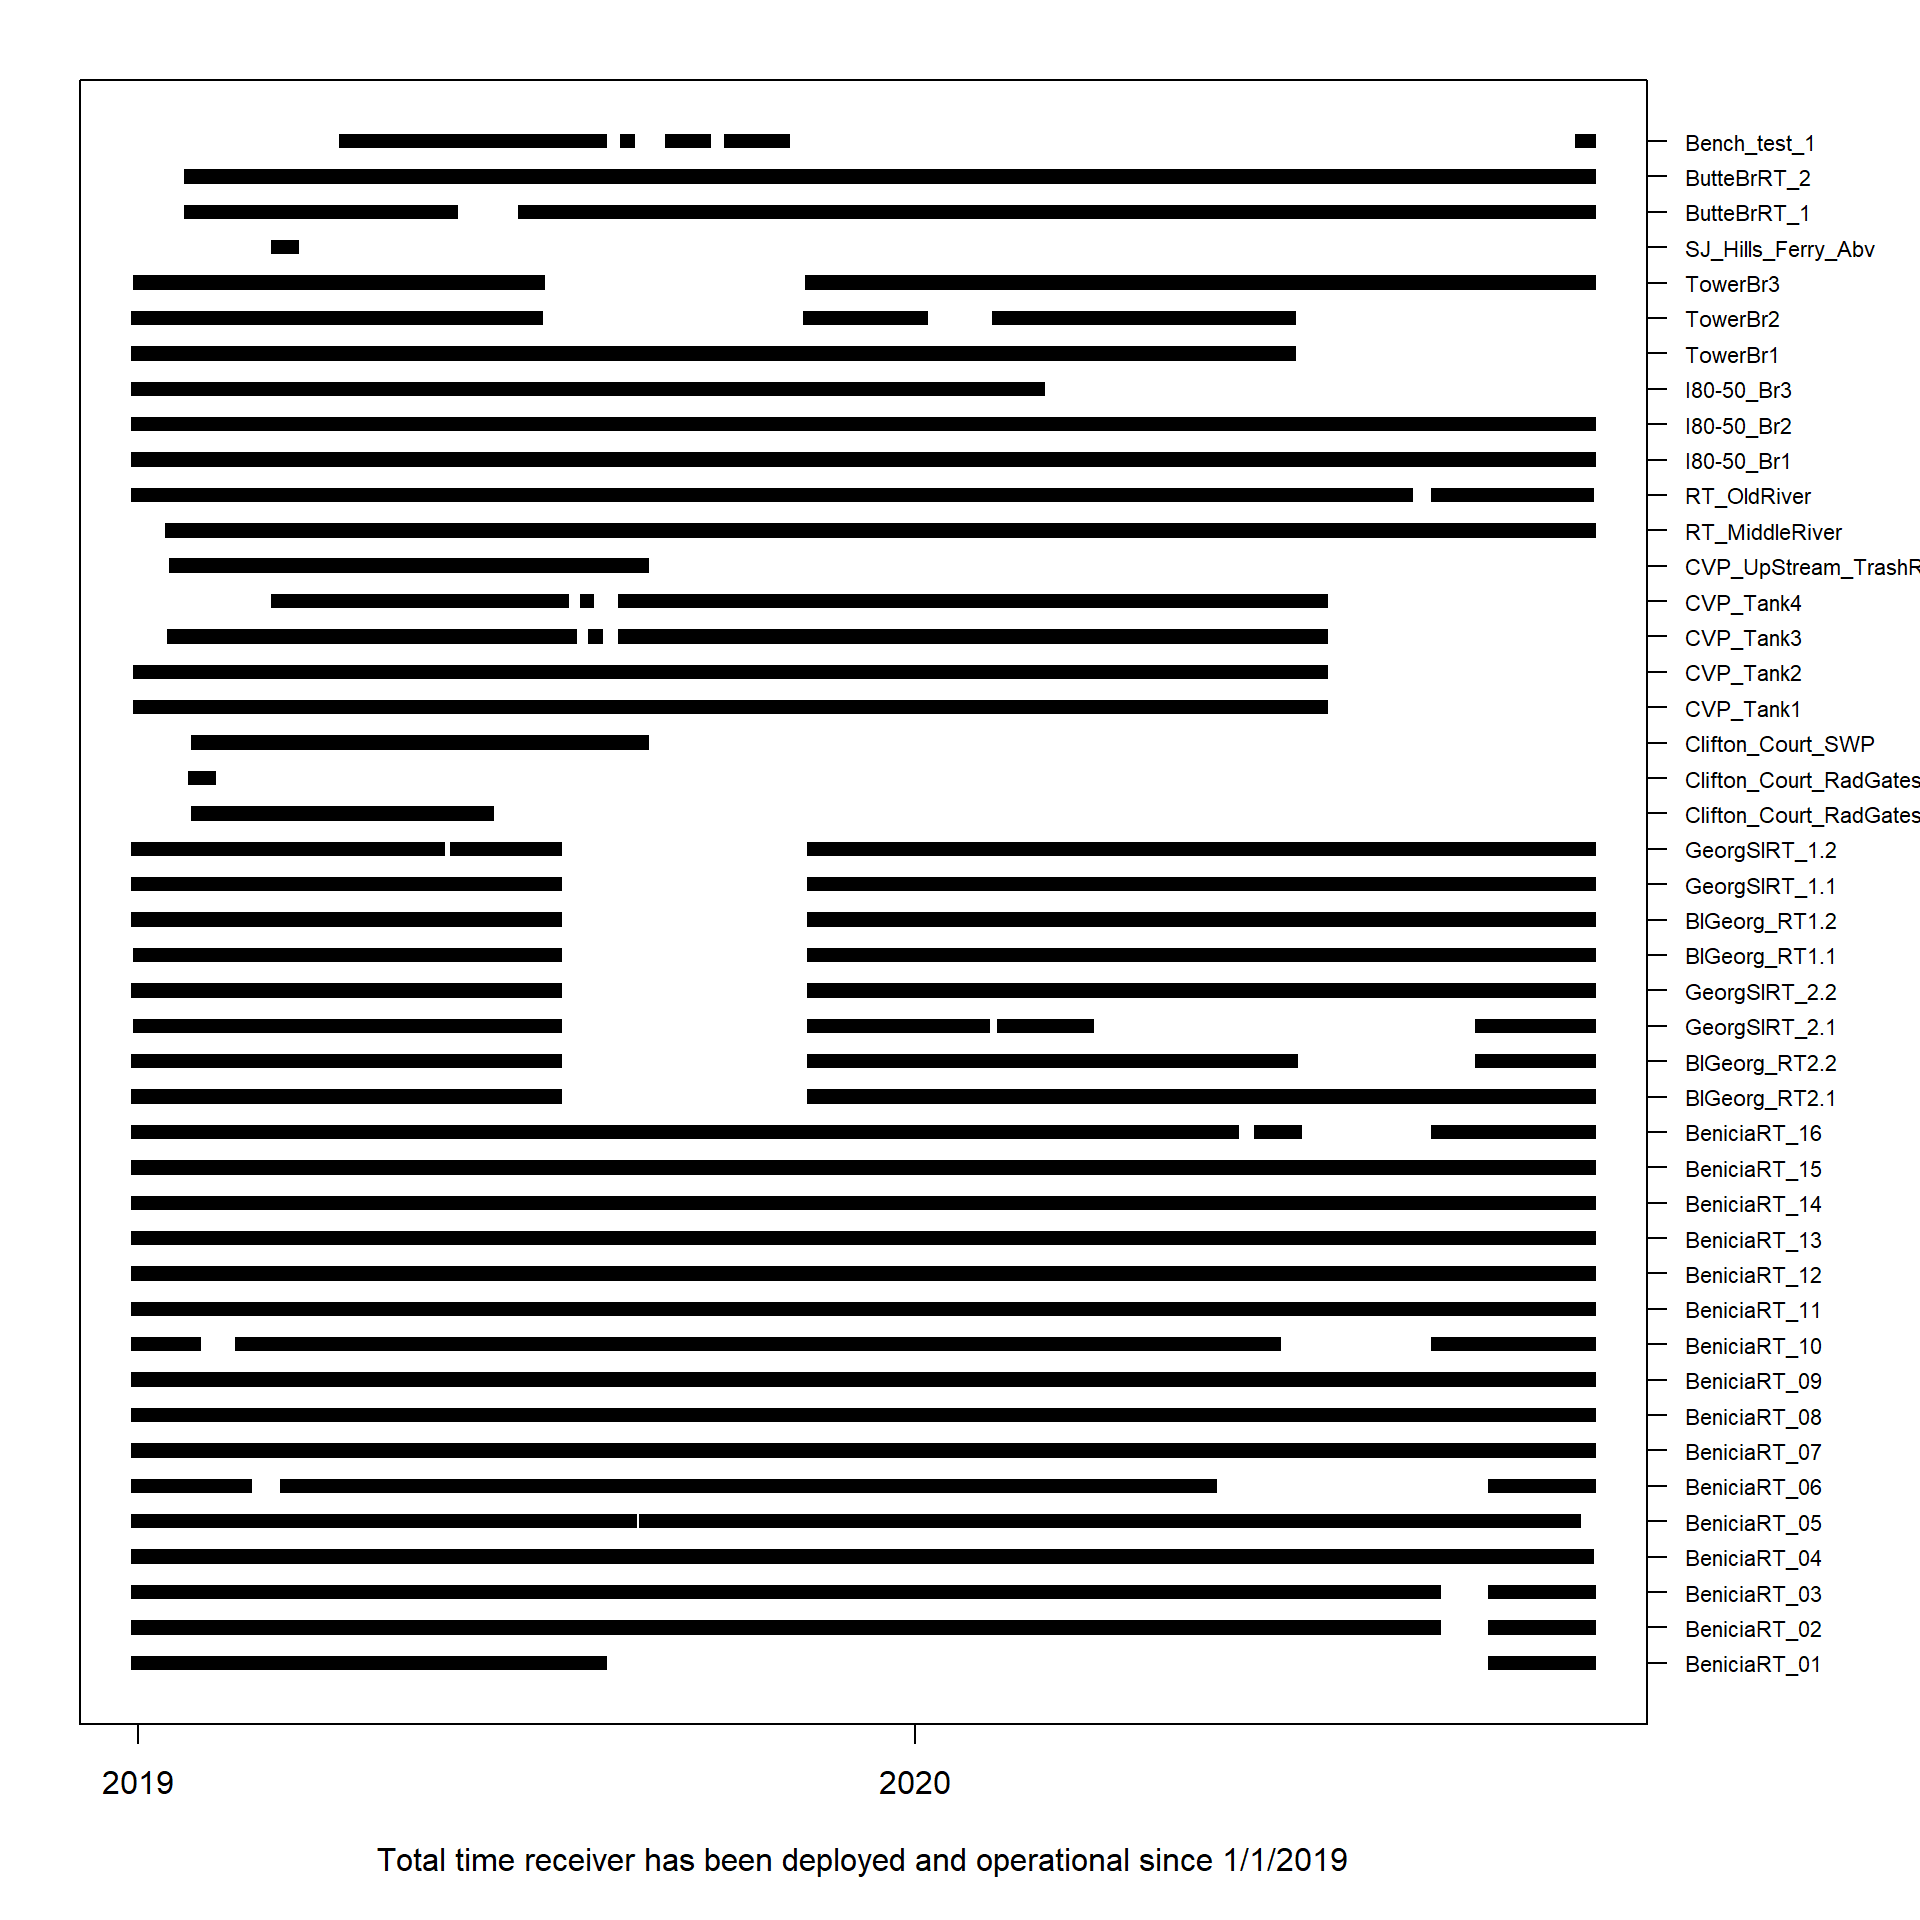 Bench_test_1
ButteBrRT_2
ButteBrRT_1
SJ_Hills_Ferry_Abv
TowerBr3
TowerBr2
TowerBr1
I80-50_Br3
I80-50_Br2
I80-50_Br1
RT_OldRiver
RT_MiddleRiver
CVP_UpStream_TrashR
CVP_Tank4
CVP_Tank3
CVP_Tank2
CVP_Tank1
Clifton_Court_SWP
Clifton_Court_RadGates
Clifton_Court_RadGates
GeorgSlRT_1.2
GeorgSlRT_1.1
BlGeorg_RT1.2
BlGeorg_RT1.1
GeorgSlRT_2.2
GeorgSlRT_2.1
BlGeorg_RT2.2
BlGeorg_RT2.1
BeniciaRT_16
BeniciaRT_15
BeniciaRT_14
BeniciaRT_13
BeniciaRT_12
BeniciaRT_11
BeniciaRT_10
BeniciaRT_09
BeniciaRT_08
BeniciaRT_07
BeniciaRT_06
BeniciaRT_05
BeniciaRT_04
BeniciaRT_03
BeniciaRT_02
BeniciaRT_01
2019 2020
Total time receiver has been deployed and operational since 1/1/2019